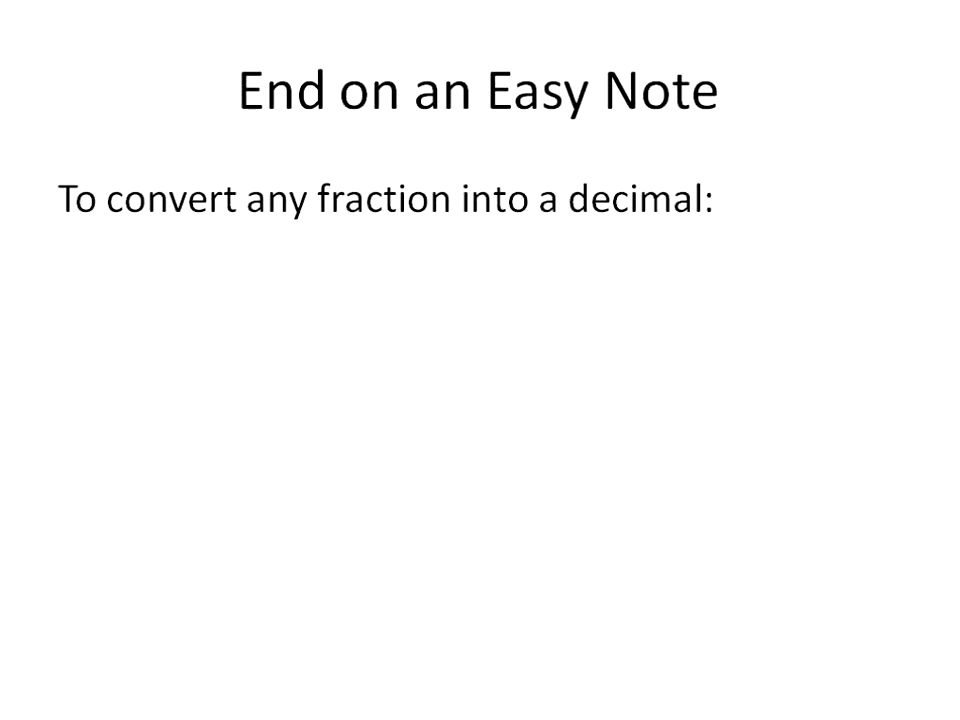 End on an Easy Note
To convert any fraction into a decimal: